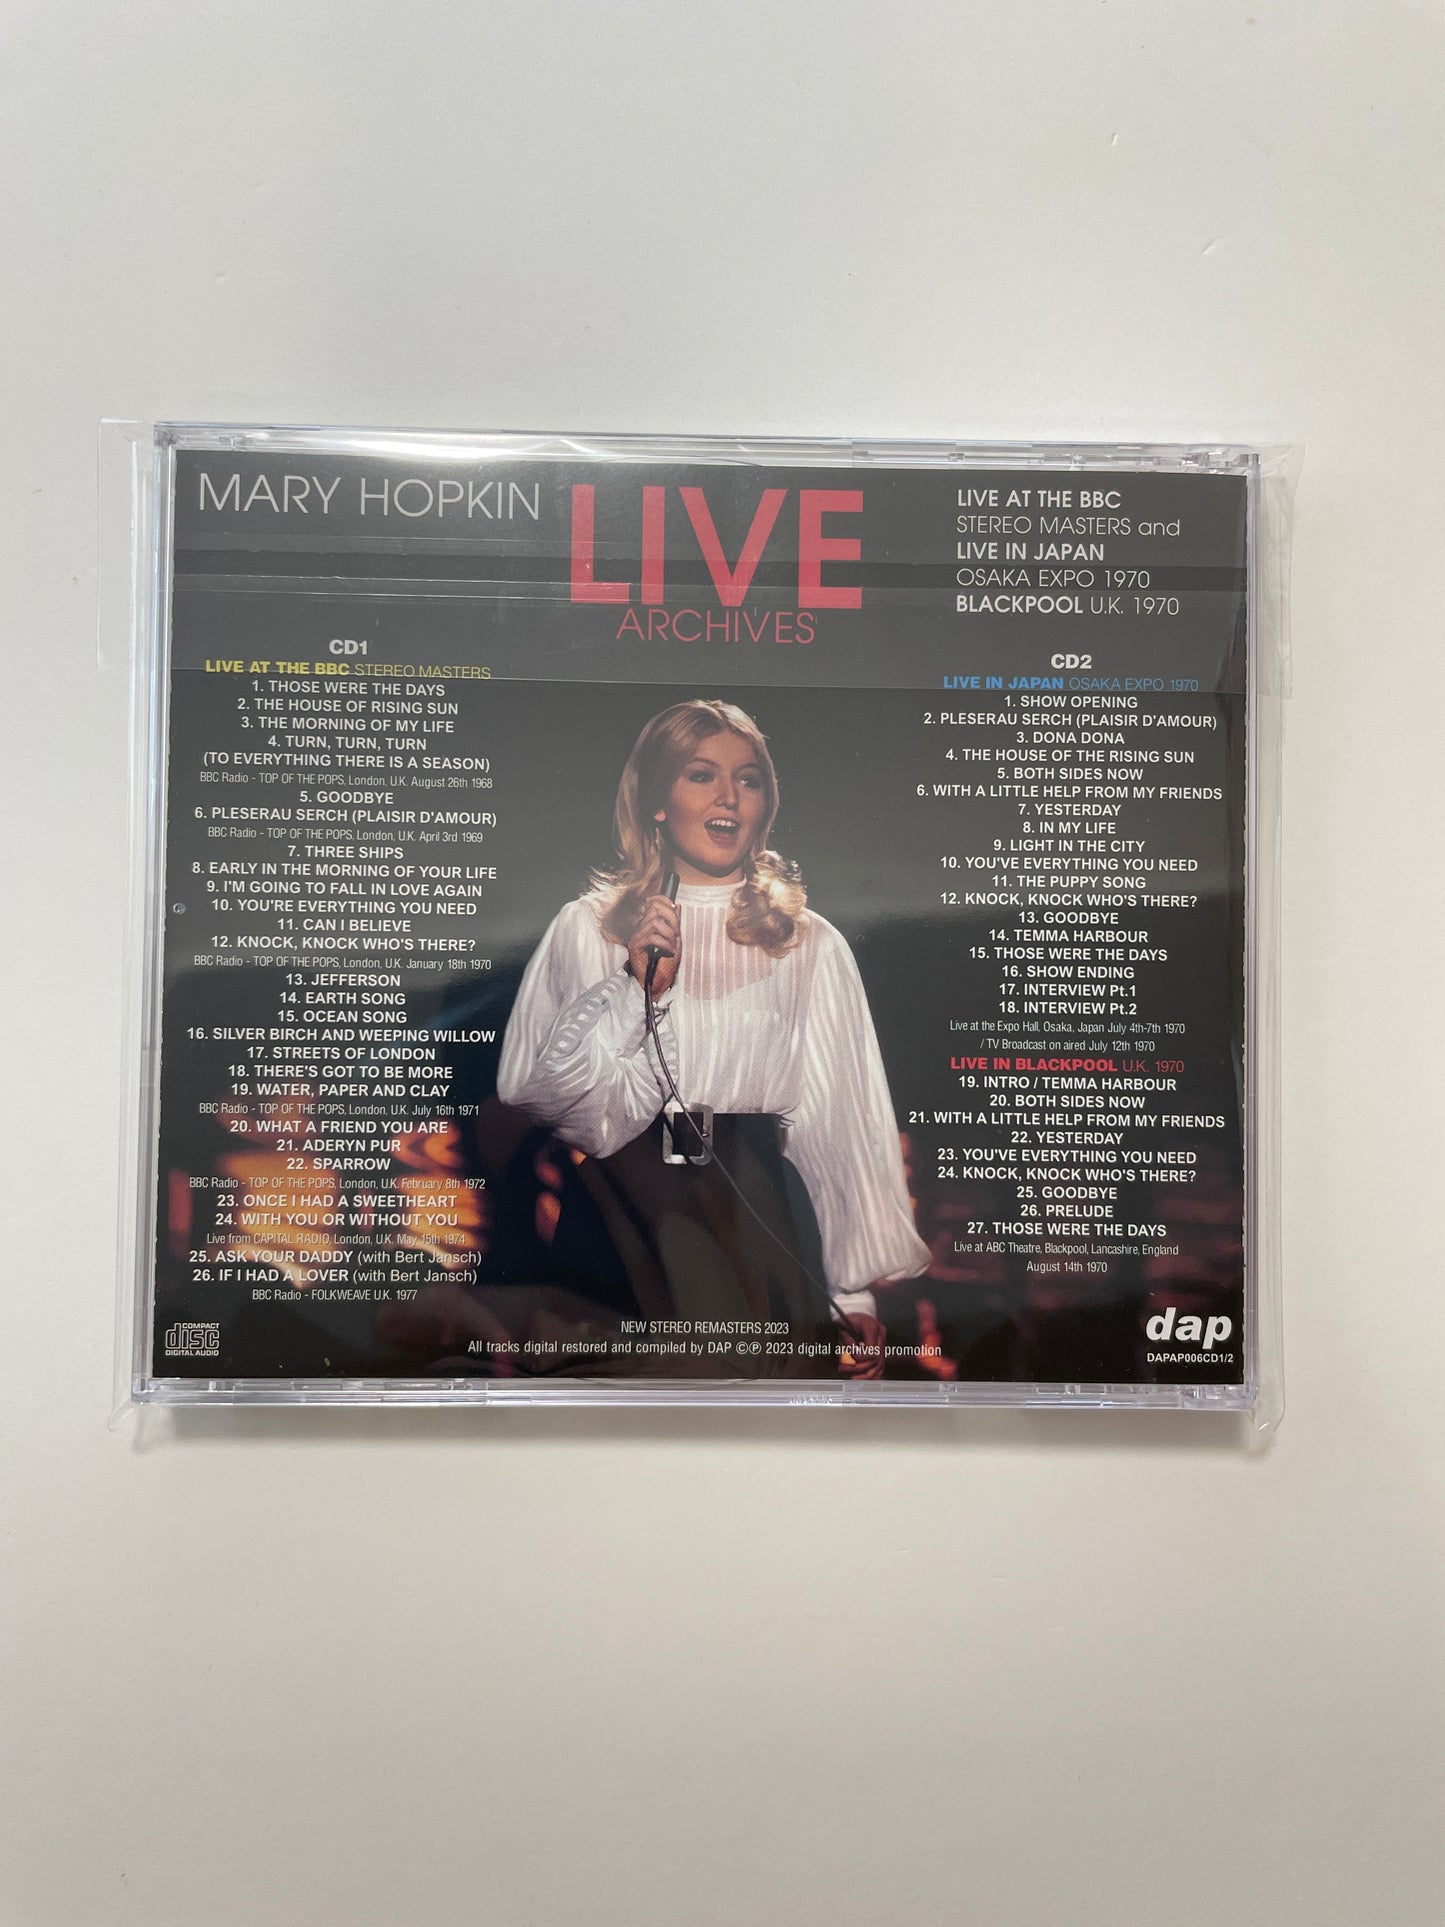 MARY HOPKIN LIVE
ARCHIVES
LIVE AT THE BBC
STEREO MASTERS and
LIVE IN JAPAN
OSAKA EXPO 1970
BLACKPOOL U.K. 1970
CD1
LIVE AT THE BBC STEREO MASTERS
1. THOSE WERE THE DAYS
2. THE HOUSE OF RISING SUN
3. THE MORNING OF MY LIFE
4. TURN, TURN, TURN
(TO EVERYTHING THERE IS A SEASON)
BBC Radio - TOP OF THE POPS, London, U.K. August 26th 1968
5. GOODBYE
6. PLESERAU SERCH (PLAISIR D'AMOUR)
BBC Radio - TOP OF THE POPS, London, U.K. April 3rd 1969
7. THREE SHIPS
8. EARLY IN THE MORNING OF YOUR LIFE
9. I'M GOING TO FALL IN LOVE AGAIN
10. YOU'RE EVERYTHING YOU NEED
11. CAN I BELIEVE
12. KNOCK, KNOCK WHO'S THERE?
BBC Radio - TOP OF THE POPS, London, U.K. January 18th 1970
13. JEFFERSON
14. EARTH SONG
15. OCEAN SONG
16. SILVER BIRCH AND WEEPING WILLOW
17. STREETS OF LONDON
18. THERE'S GOT TO BE MORE
19. WATER, PAPER AND CLAY
BBC Radio - TOP OF THE POPS, London, U.K. July 16th 1971
20. WHAT A FRIEND YOU ARE
21. ADERYN PUR
22. SPARROW
BBC Radio - TOP OF THE POPS, London, U.K. February 8th 1972
23. ONCE I HAD A SWEETHEART
24. WITH YOU OR WITHOUT YOU
Live from CAPITAL RADIO, London, U.K. May 15th 1974
25. ASK YOUR DADDY (with Bert Jansch)
26. IF I HAD A LOVER (with Bert Jansch)
BBC Radio - FOLKWEAVE U.K. 1977
CD2
LIVE IN JAPAN OSAKA EXPO 1970
1. SHOW OPENING
2. PLESERAU SERCH (PLAISIR D'AMOUR)
3. DONA DONA
4. THE HOUSE OF THE RISING SUN
5. BOTH SIDES NOW
6. WITH A LITTLE HELP FROM MY FRIENDS
7. YESTERDAY
8. IN MY LIFE
9. LIGHT IN THE CITY
10. YOU'VE EVERYTHING YOU NEED
11. THE PUPPY SONG
12. KNOCK, KNOCK WHO'S THERE?
13. GOODBYE
14. TEMMA HARBOUR
15. THOSE WERE THE DAYS
16. SHOW ENDING
17. INTERVIEW Pt.1
18. INTERVIEW Pt.2
Live at the Expo Hall, Osaka, Japan July 4th-7th 1970
/ TV Broadcast on aired July 12th 1970
LIVE IN BLACKPOOL U.K. 1970
19. INTRO / TEMMA HARBOUR
20. BOTH SIDES NOW
21. WITH A LITTLE HELP FROM MY FRIENDS
22. YESTERDAY
23. YOU'VE EVERYTHING YOU NEED
24. KNOCK, KNOCK WHO'S THERE?
25. GOODBYE
26. PRELUDE
27. THOSE WERE THE DAYS
Live at ABC Theatre, Blackpool, Lancashire, England
August 14th 1970
COMPACT
disc
DIGITAL AUDIO
NEW STEREO REMASTERS 2023
All tracks digital restored and compiled by DAP ©℗ 2023 digital archives promotion
dap
DAPAP006CD1/2